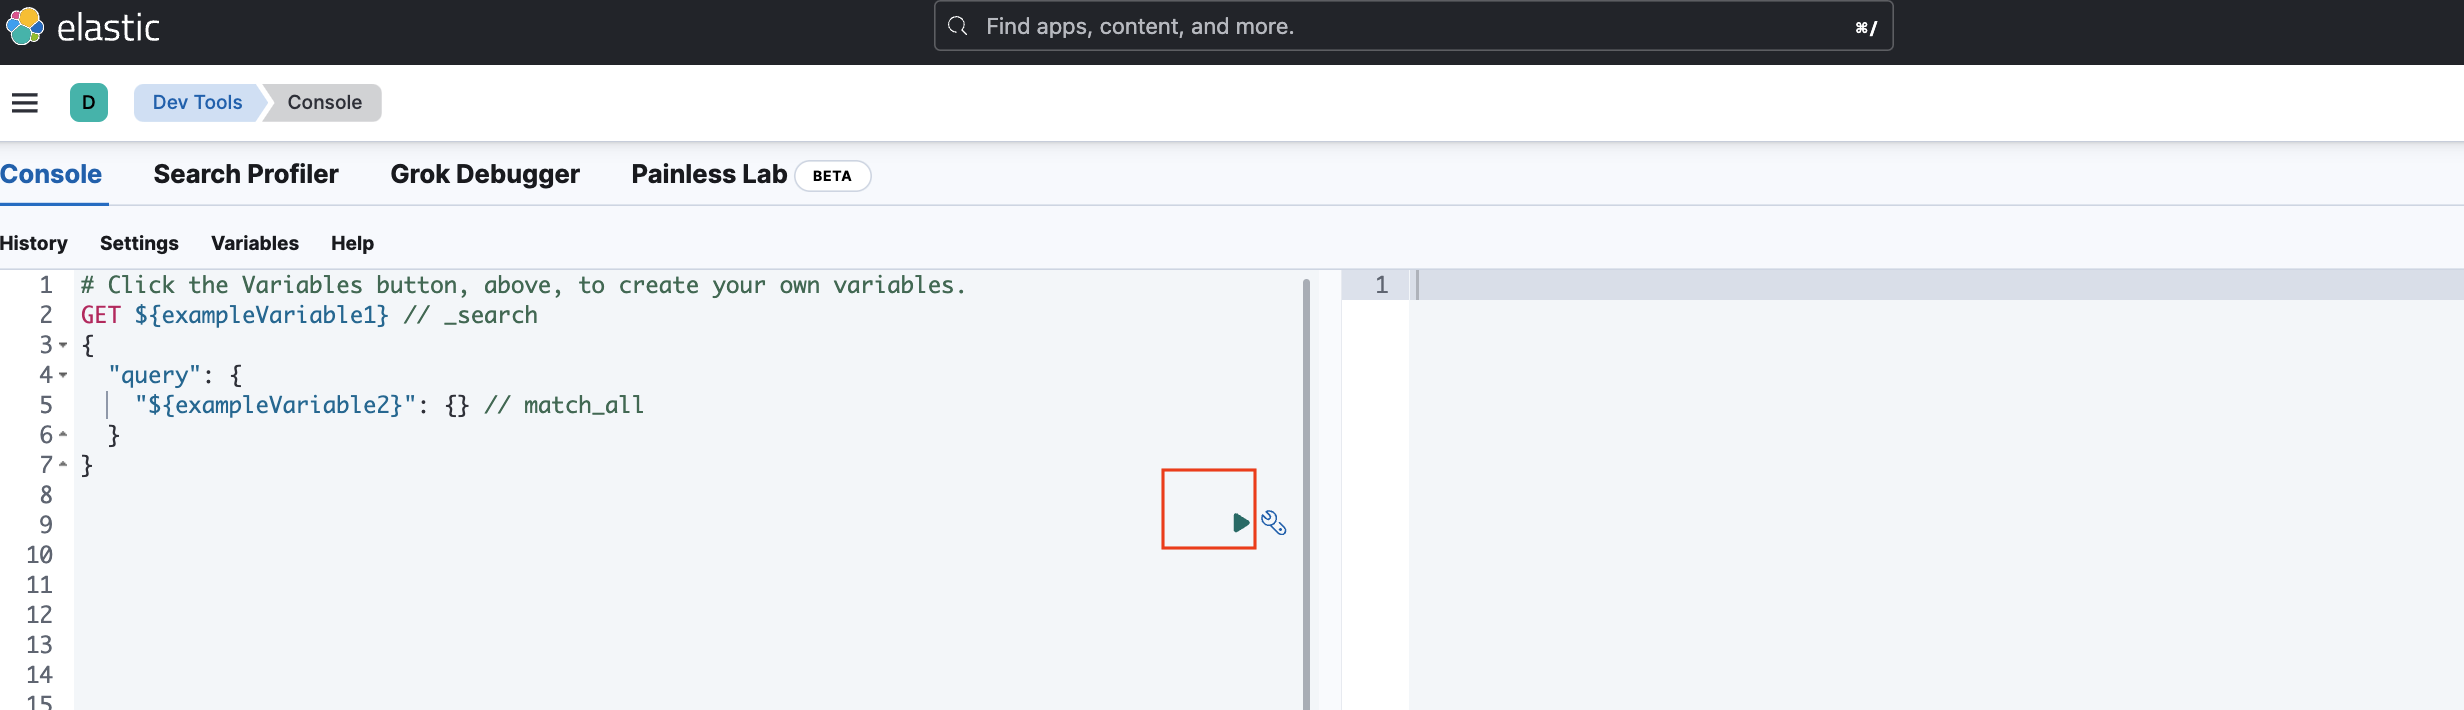 elastic
Find apps, content, and more.
⌘/
D
Dev Tools
Console
Console
Search Profiler
Grok Debugger
Painless Lab
BETA
History
Settings
Variables
Help
1 # Click the Variables button, above, to create your own variables.
2 GET ${exampleVariable1} // _search
3 {
4 "query": {
5 "${exampleVariable2}": {} // match_all
6 }
7 }
8
9
10
11
12
13
14
15
1